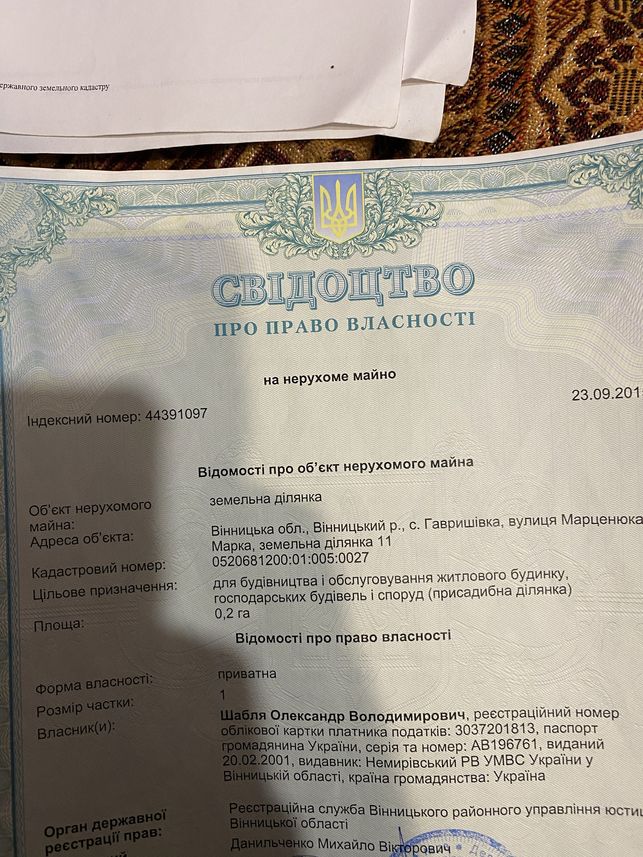 ержавного земельного кадастру
СВІДОЦТВО
ПРО ПРАВО ВЛАСНОСТІ
на нерухоме майно
23.09.201
Індексний номер: 44391097
Відомості про об'єкт нерухомого майна
Об'єкт нерухомого майна: земельна ділянка
Адреса об'єкта: Вінницька обл., Вінницький р., с. Гавришівка, вулиця Марценюка
Марка, земельна ділянка 11
Кадастровий номер: 0520681200:01:005:0027
Цільове призначення: для будівництва і обслуговування житлового будинку,
господарських будівель і споруд (присадибна ділянка)
Площа: 0,2 га
Відомості про право власності
Форма власності: приватна
Розмір частки: 1
Власник(и): Шабля Олександр Володимирович, реєстраційний номер
облікової картки платника податків: 3037201813, паспорт
громадянина України, серія та номер: АВ196761, виданий
20.02.2001, видавник: Немирівський РВ УМВС України у
Вінницькій області, країна громадянства: Україна
Орган державної
реєстрації прав:
Реєстраційна служба Вінницького районного управління юстиц
Вінницької області
Данильченко Михайло Вікторович